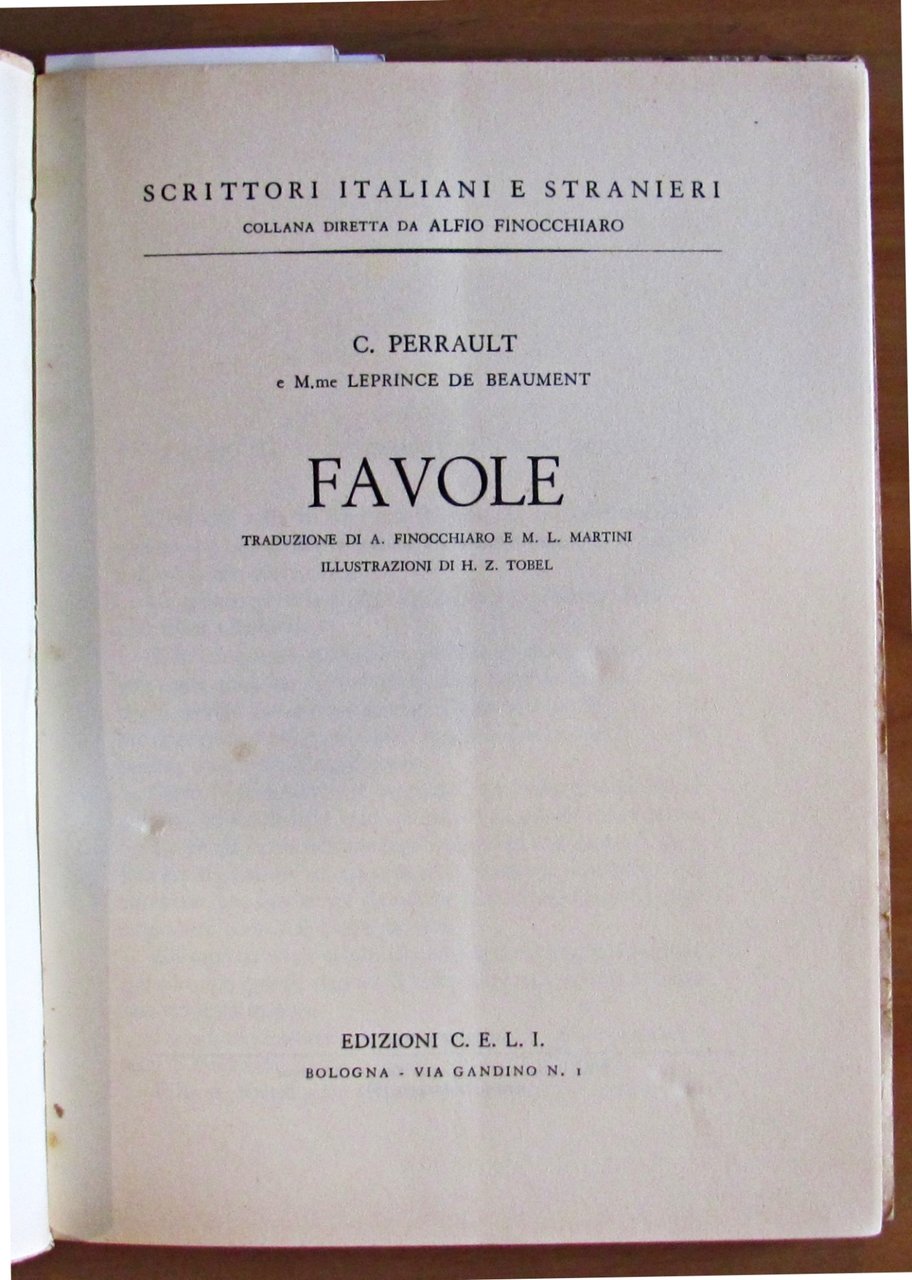 SCRITTORI ITALIANI E STRANIERI
COLLANA DIRETTA DA ALFIO FINOCCHIARO
C. PERRAULT
e M.me LEPRINCE DE BEAUMENT
FAVOLE
TRADUZIONE DI A. FINOCCHIARO E M. L. MARTINI
ILLUSTRAZIONI DI H. Z. TOBEL
EDIZIONI C. E. L. I.
BOLOGNA - VIA GANDINO N. 1